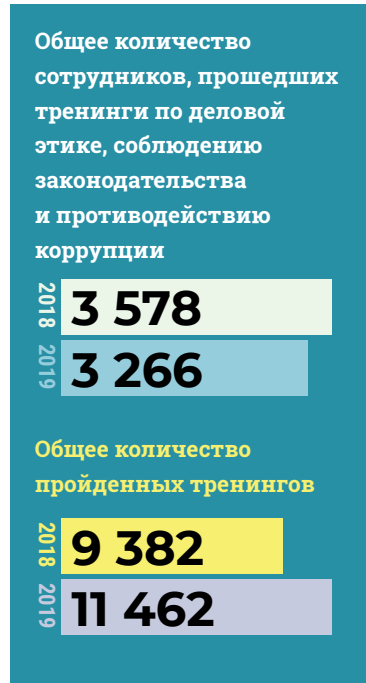 Общее количество
сотрудников, прошедших
тренинги по деловой
этике, соблюдению
законодательства
и противодействию
коррупции
2018 3 578
2019 3 266
Общее количество
пройденных тренингов
2018 9 382
2019 11 462